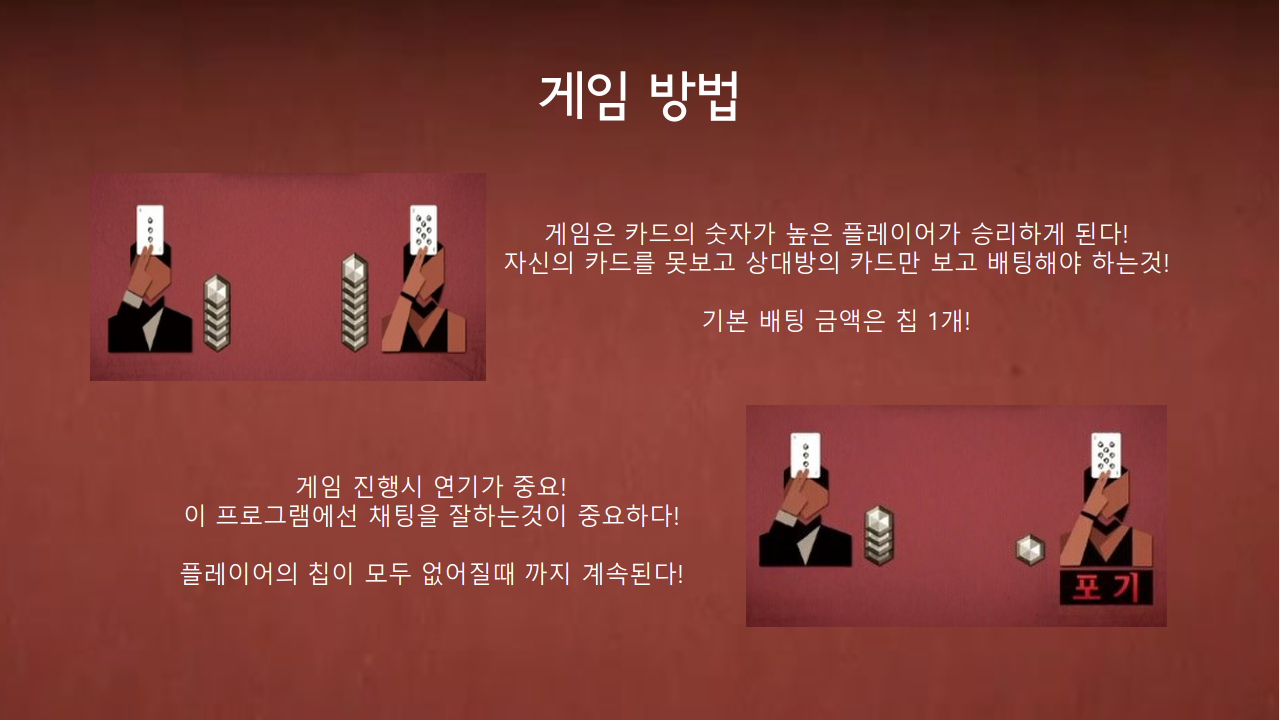 게임 방법
게임은 카드의 숫자가 높은 플레이어가 승리하게 된다!
자신의 카드를 못보고 상대방의 카드만 보고 배팅해야 하는것!
기본 배팅 금액은 칩 1개!
게임 진행시 연기가 중요!
이 프로그램에선 채팅을 잘하는것이 중요하다!
플레이어의 칩이 모두 없어질때 까지 계속된다!
포기